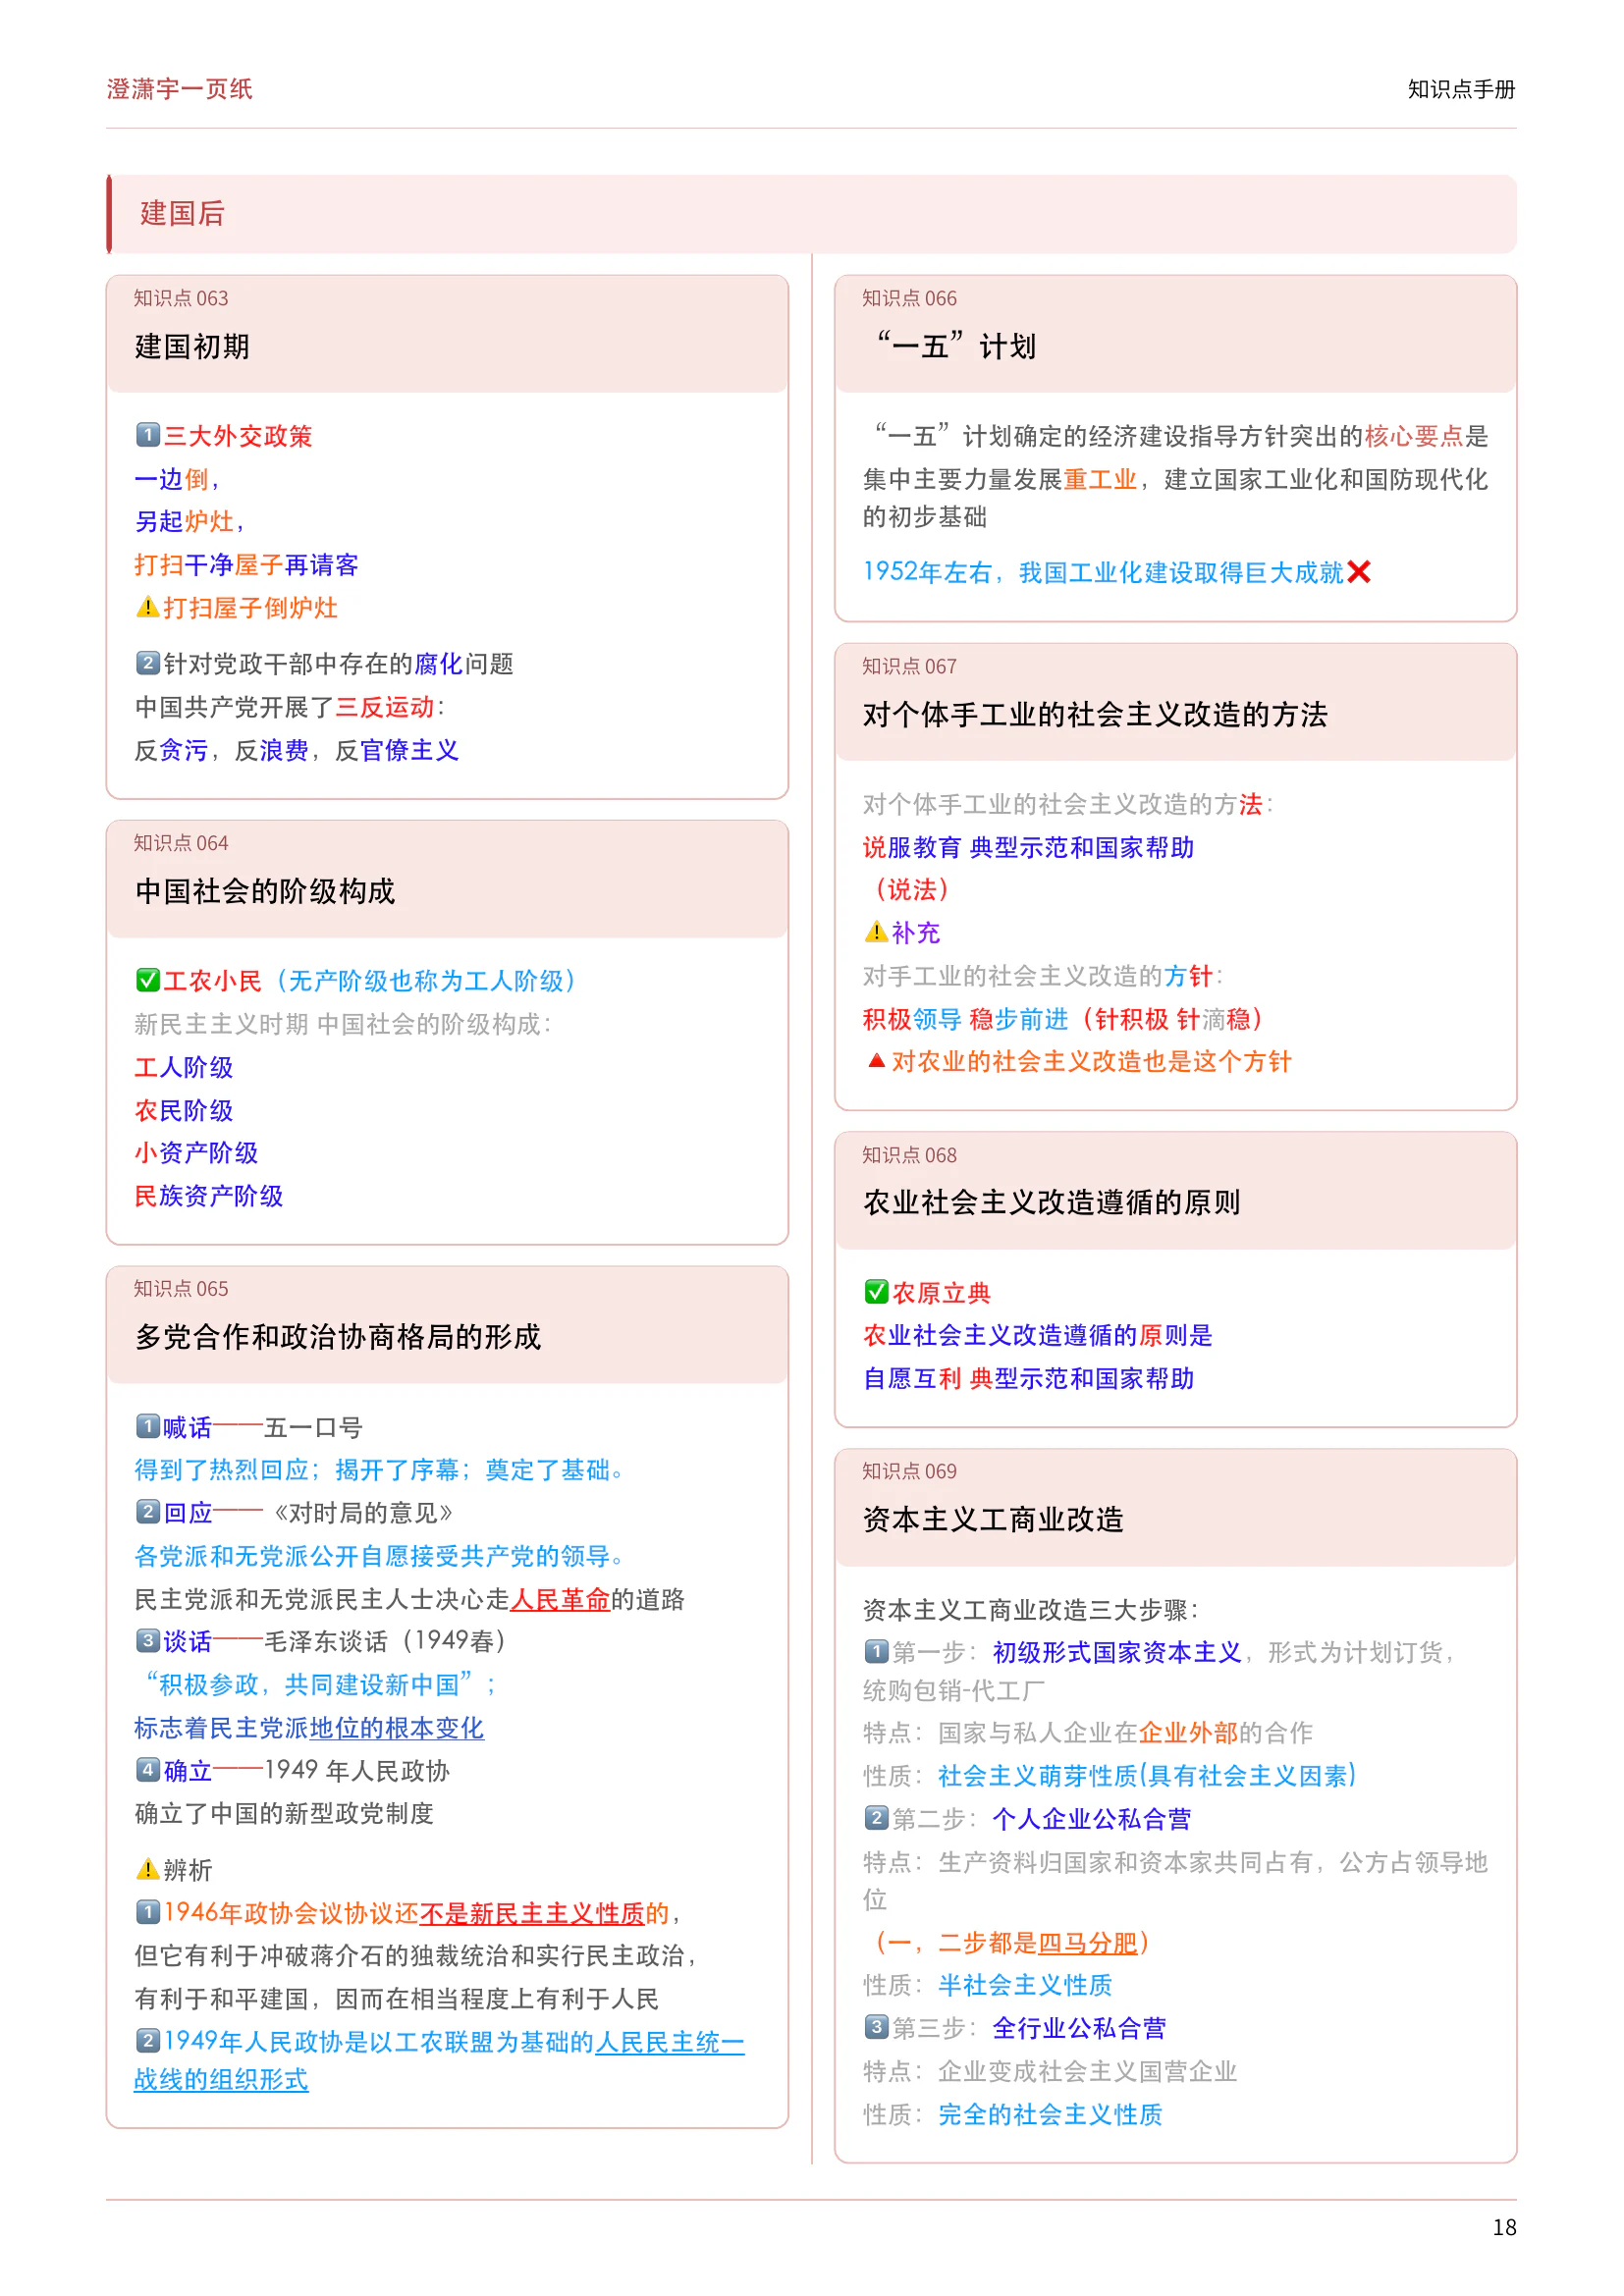 澄潇宇一页纸
知识点手册
建国后
知识点 063
建国初期
1️⃣三大外交政策
一边倒，
另起炉灶，
打扫干净屋子再请客
⚠️打扫屋子倒炉灶
2️⃣针对党政干部中存在的腐化问题
中国共产党开展了三反运动：
反贪污，反浪费，反官僚主义
知识点 064
中国社会的阶级构成
✅工农小民（无产阶级也称为工人阶级）
新民主主义时期 中国社会的阶级构成：
工人阶级
农民阶级
小资产阶级
民族资产阶级
知识点 065
多党合作和政治协商格局的形成
1️⃣喊话——五一口号
得到了热烈回应；揭开了序幕；奠定了基础。
2️⃣回应——《对时局的意见》
各党派和无党派公开自愿接受共产党的领导。
民主党派和无党派民主人士决心走人民革命的道路
3️⃣谈话——毛泽东谈话（1949春）
“积极参政，共同建设新中国”；
标志着民主党派地位的根本变化
4️⃣确立——1949 年人民政协
确立了中国的新型政党制度
⚠️辨析
1️⃣1946年政协会议协议还不是新民主主义性质的，
但它有利于冲破蒋介石的独裁统治和实行民主政治，
有利于和平建国，因而在相当程度上有利于人民
2️⃣1949年人民政协是以工农联盟为基础的人民民主统一
战线的组织形式
知识点 066
“一五”计划
“一五”计划确定的经济建设指导方针突出的核心要点是
集中主要力量发展重工业，建立国家工业化和国防现代化
的初步基础
1952年左右，我国工业化建设取得巨大成就❌
知识点 067
对个体手工业的社会主义改造的方法
对个体手工业的社会主义改造的方法：
说服教育 典型示范和国家帮助
（说法）
⚠️补充
对手工业的社会主义改造的方针：
积极领导 稳步前进（针积极 针滴稳）
🔺对农业的社会主义改造也是这个方针
知识点 068
农业社会主义改造遵循的原则
✅农原立典
农业社会主义改造遵循的原则是
自愿互利 典型示范和国家帮助
知识点 069
资本主义工商业改造
资本主义工商业改造三大步骤：
1️⃣第一步：初级形式国家资本主义，形式为计划订货，
统购包销-代工厂
特点：国家与私人企业在企业外部的合作
性质：社会主义萌芽性质(具有社会主义因素)
2️⃣第二步：个人企业公私合营
特点：生产资料归国家和资本家共同占有，公方占领导地
位
（一，二步都是四马分肥）
性质：半社会主义性质
3️⃣第三步：全行业公私合营
特点：企业变成社会主义国营企业
性质：完全的社会主义性质
18